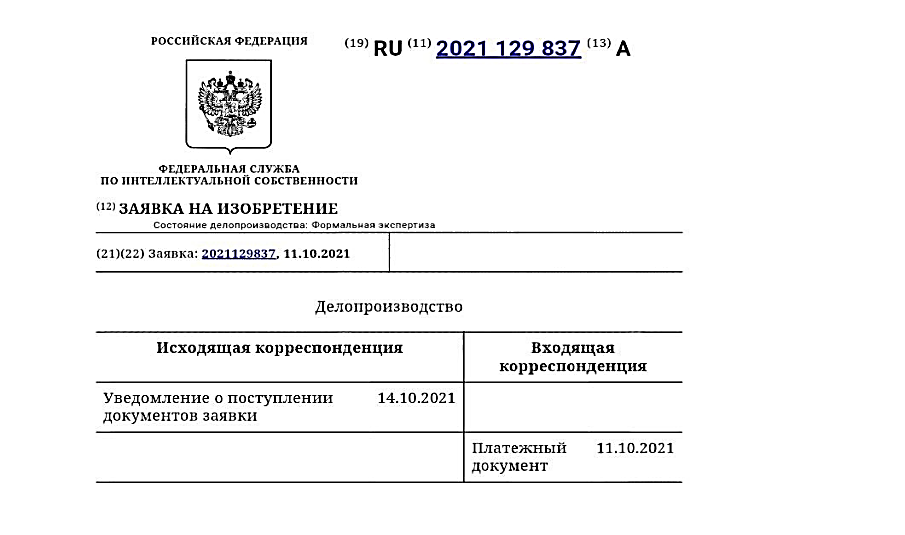 РОССИЙСКАЯ ФЕДЕРАЦИЯ
(19) RU (11) 2021 129 837 (13) A
ФЕДЕРАЛЬНАЯ СЛУЖБА
ПО ИНТЕЛЛЕКТУАЛЬНОЙ СОБСТВЕННОСТИ
(12) ЗАЯВКА НА ИЗОБРЕТЕНИЕ
Состояние делопроизводства: Формальная экспертиза
(21)(22) Заявка: 2021129837, 11.10.2021
Делопроизводство
Исходящая корреспонденция
Входящая
корреспонденция
Уведомление о поступлении 14.10.2021
документов заявки
Платежный 11.10.2021
документ